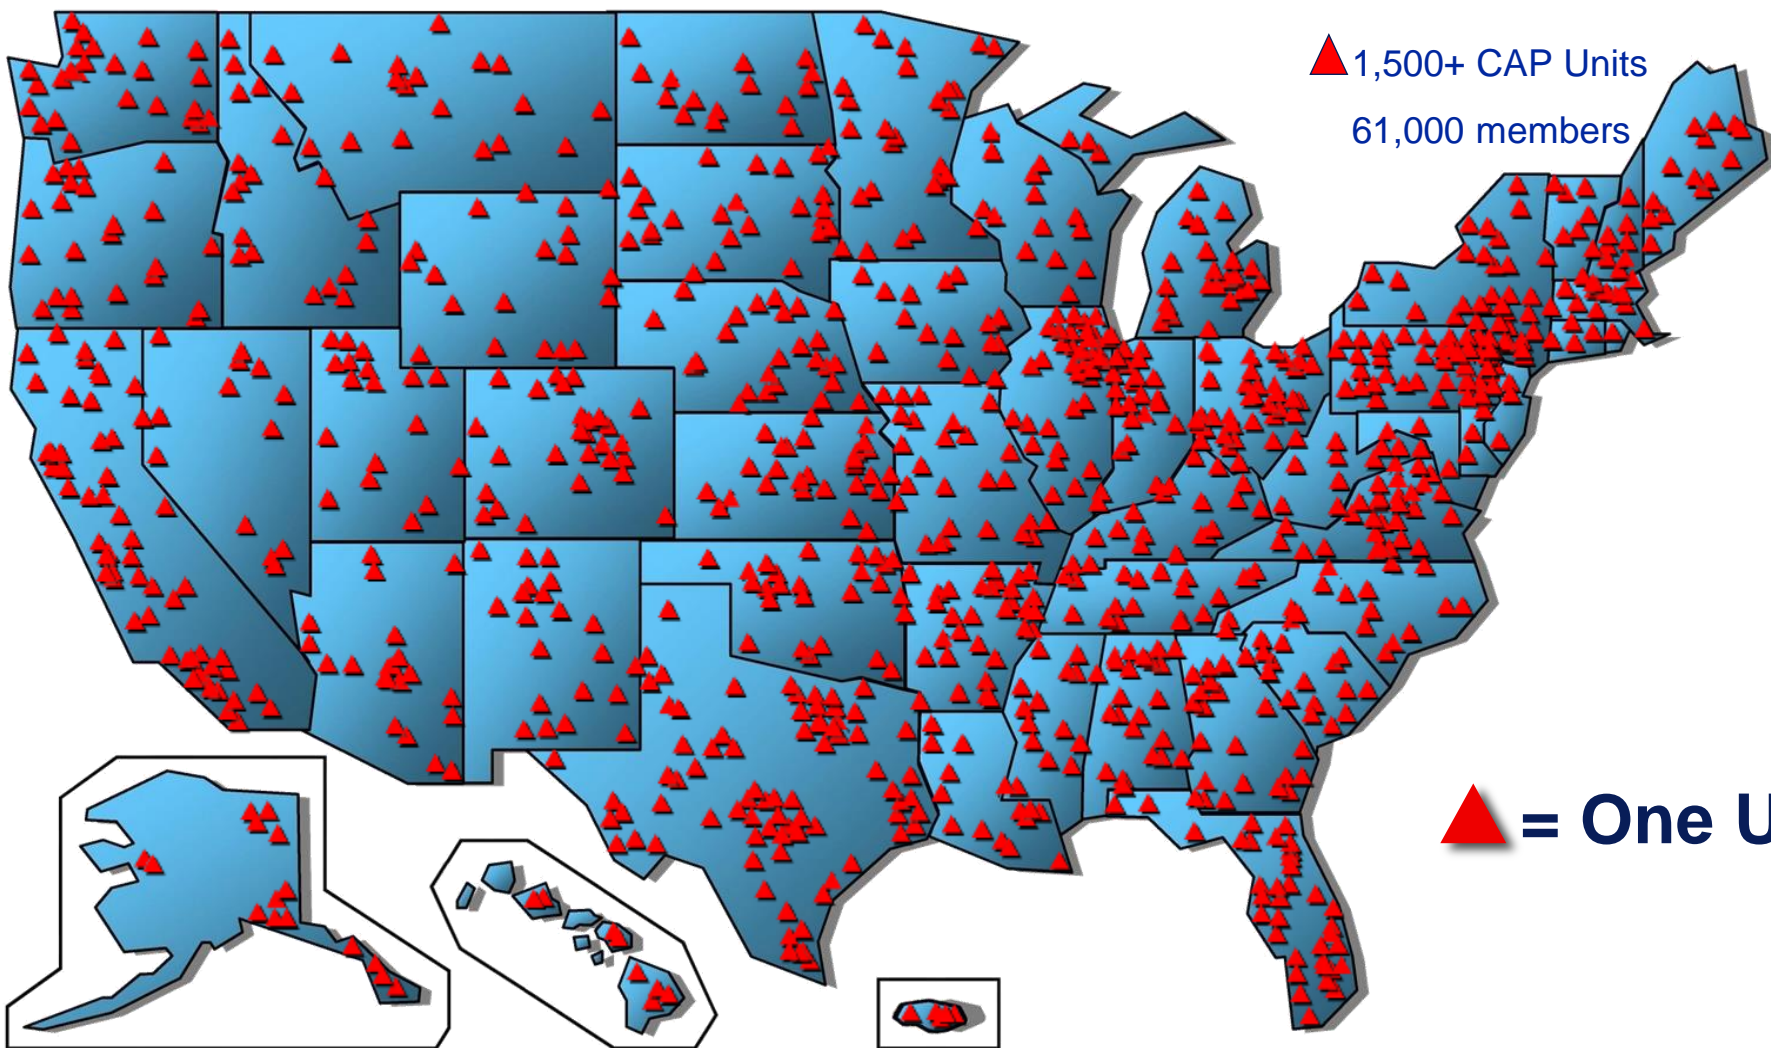 1,500+ CAP Units
61,000 members
= One U